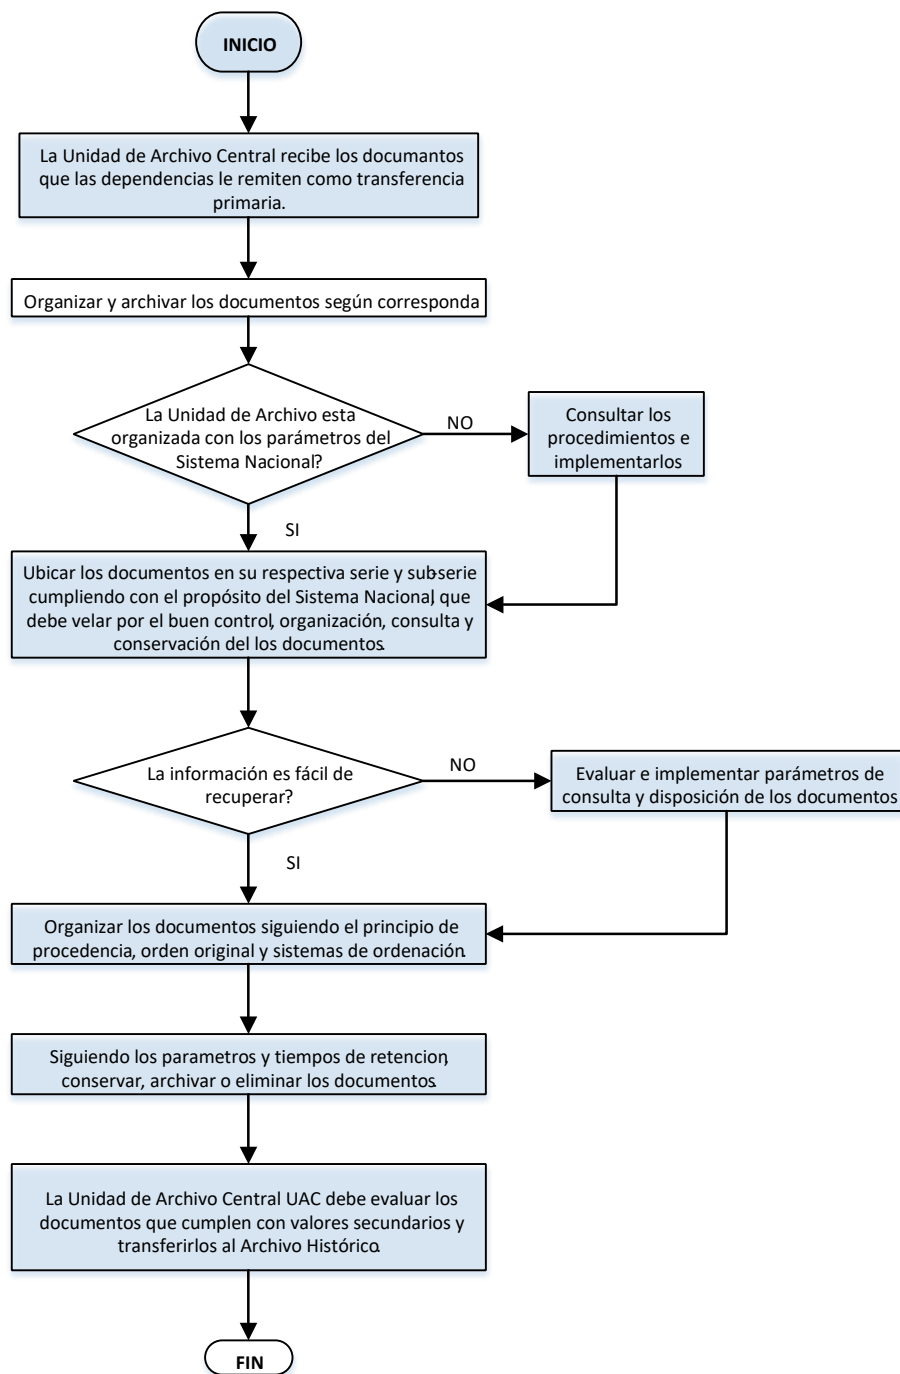 INICIO
La Unidad de Archivo Central recibe los documantos
que las dependencias le remiten como transferencia
primaria.
Organizar y archivar los documentos según corresponda
La Unidad de Archivo esta
organizada con los parámetros del
Sistema Nacional?
NO
Consultar los
procedimientos e
implementarlos
SI
Ubicar los documentos en su respectiva serie y sub-serie
cumpliendo con el propósito del Sistema Nacional, que
debe velar por el buen control, organización, consulta y
conservación del los documentos.
La información es fácil de
recuperar?
NO
Evaluar e implementar parámetros de
consulta y disposición de los documentos
SI
Organizar los documentos siguiendo el principio de
procedencia, orden original y sistemas de ordenación.
Siguiendo los parametros y tiempos de retencion,
conservar, archivar o eliminar los documentos.
La Unidad de Archivo Central UAC debe evaluar los
documentos que cumplen con valores secundarios y
transferirlos al Archivo Histórico.
FIN